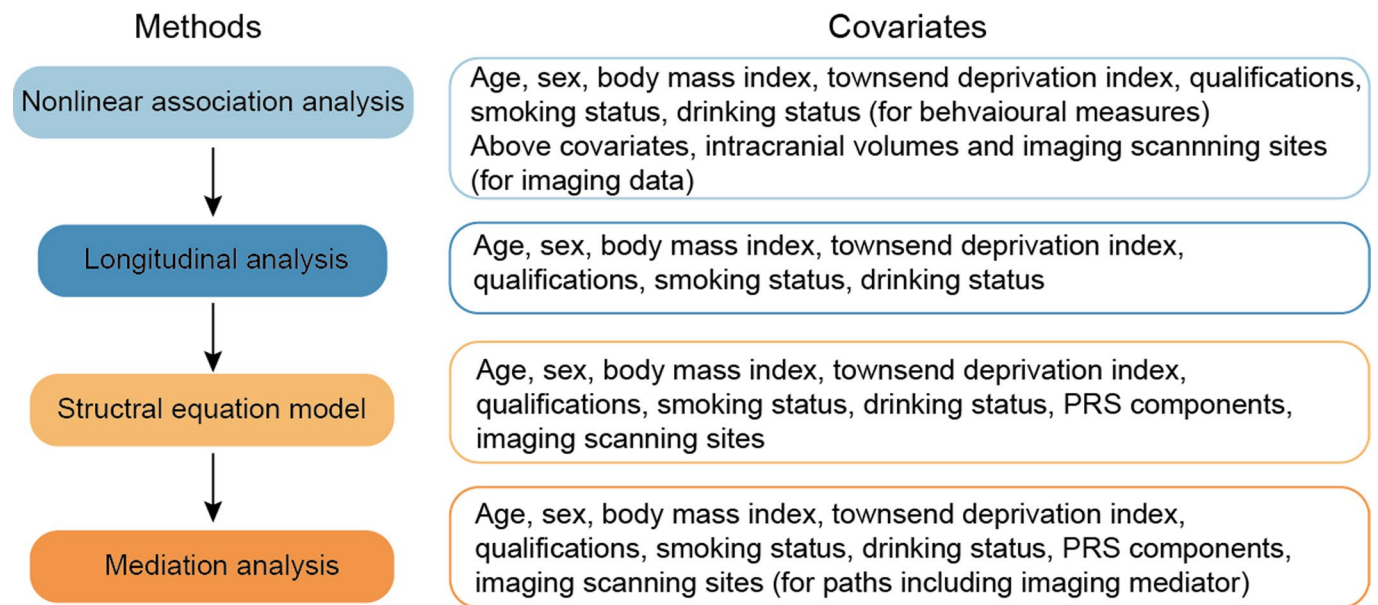 Methods
Covariates
Nonlinear association analysis
Age, sex, body mass index, townsend deprivation index, qualifications,
smoking status, drinking status (for behvaioural measures)
Above covariates, intracranial volumes and imaging scannning sites
(for imaging data)
Longitudinal analysis
Age, sex, body mass index, townsend deprivation index,
qualifications, smoking status, drinking status
Structral equation model
Age, sex, body mass index, townsend deprivation index,
qualifications, smoking status, drinking status, PRS components,
imaging scanning sites
Mediation analysis
Age, sex, body mass index, townsend deprivation index,
qualifications, smoking status, drinking status, PRS components,
imaging scanning sites (for paths including imaging mediator)